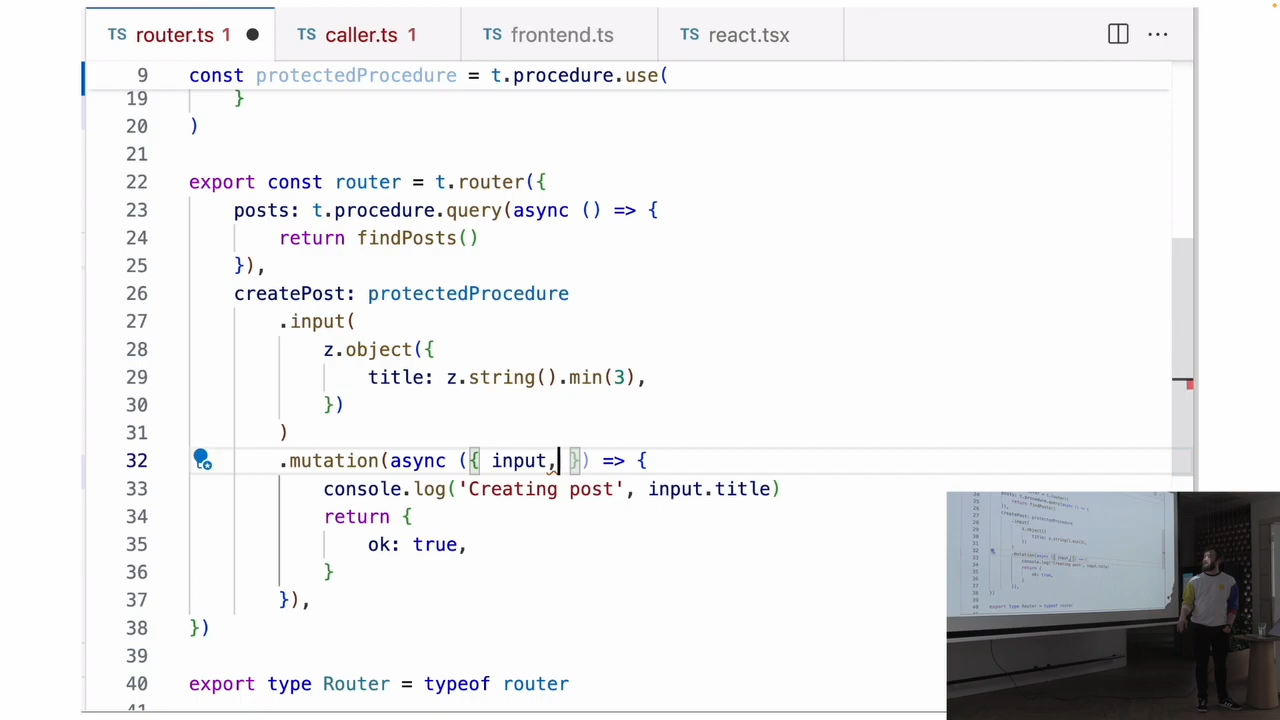 TS router.ts 1 TS caller.ts 1 TS frontend.ts TS react.tsx
9 const protectedProcedure = t.procedure.use(
19 }
20 )
21
22 export const router = t.router({
23 posts: t.procedure.query(async () => {
24 return findPosts()
25 }),
26 createPost: protectedProcedure
27 .input(
28 z.object({
29 title: z.string().min(3),
30 })
31 )
32 .mutation(async ({ input, }) => {
33 console.log('Creating post', input.title)
34 return {
35 ok: true,
36 }
37 }),
38 })
39
40 export type Router = typeof router